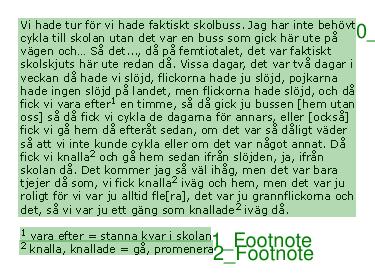 Vi hade tur för vi hade faktiskt skolbuss. Jag har inte behövt
cykla till skolan utan det var en buss som gick här ute på
vägen och... Så det..., då på femtiotalet, det var faktiskt
skolskjuts här ute redan då. Vissa dagar, det var två dagar i
veckan då hade vi slöjd, flickorna hade ju slöjd, pojkarna
hade ingen slöjd på landet, men flickorna hade slöjd, och då
fick vi vara efter¹ en timme, så då gick ju bussen [hem utan
oss] så då fick vi cykla de dagarna för annars, eller [också]
fick vi gå hem då efteråt sedan, om det var så dåligt väder
så att vi inte kunde cykla eller om det var något annat. Då
fick vi knalla² och gå hem sedan ifrån slöjden, ja, ifrån
skolan då. Det kommer jag så väl ihåg, men det var bara
tjejer då som, vi fick knalla² iväg och hem, men det var ju
roligt för vi var ju alltid fle[ra], det var ju grannflickorna och
det, så vi var ju ett gäng som knallade² iväg då.
0_
¹ vara efter = stanna kvar i skolan
1_Footnote
² knalla, knallade = gå, promenera
2_Footnote